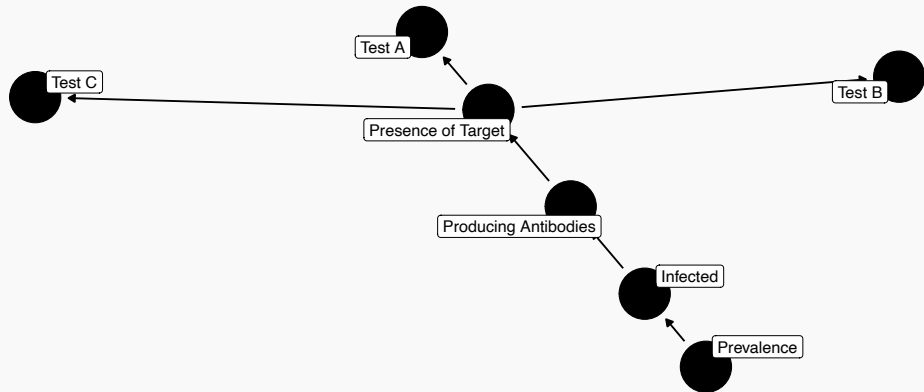 Test A
Test C
Test B
Presence of Target
Producing Antibodies
Infected
Prevalence